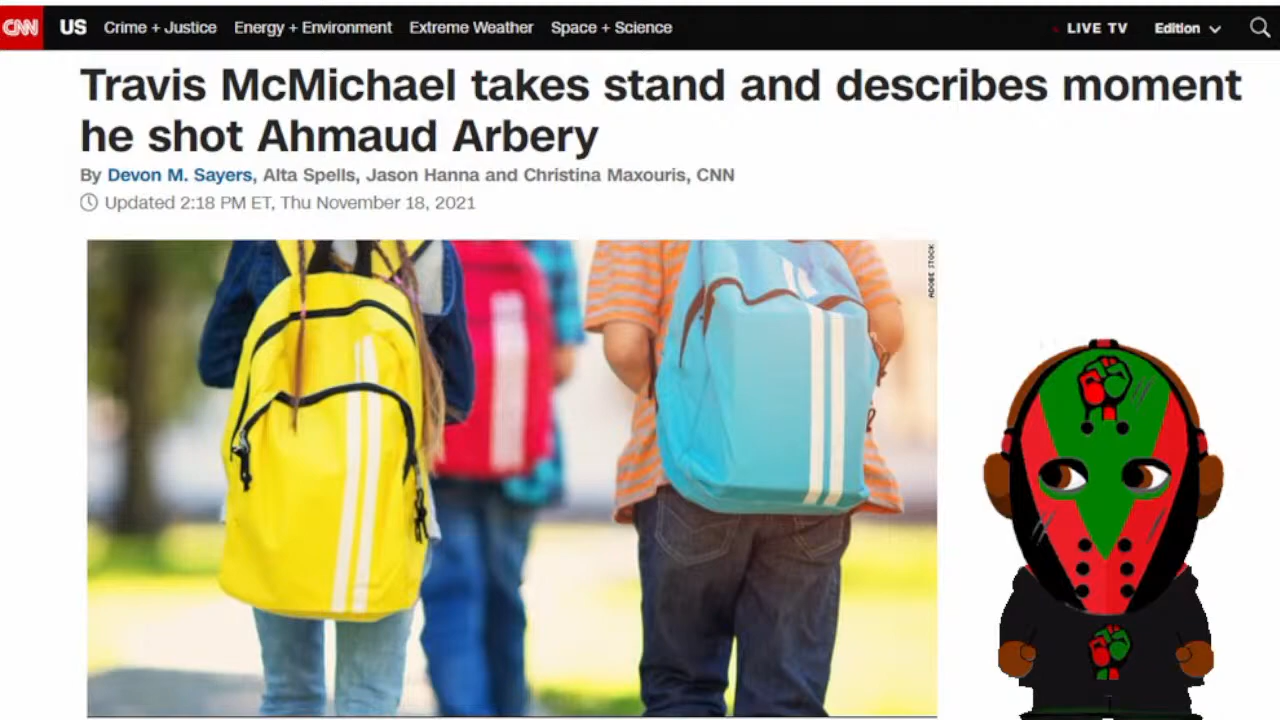 CNN US Crime + Justice Energy + Environment Extreme Weather Space + Science LIVE TV Edition
Travis McMichael takes stand and describes moment
he shot Ahmaud Arbery
By Devon M. Sayers, Alta Spells, Jason Hanna and Christina Maxouris, CNN
Updated 2:18 PM ET, Thu November 18, 2021
ADOBE STOCK